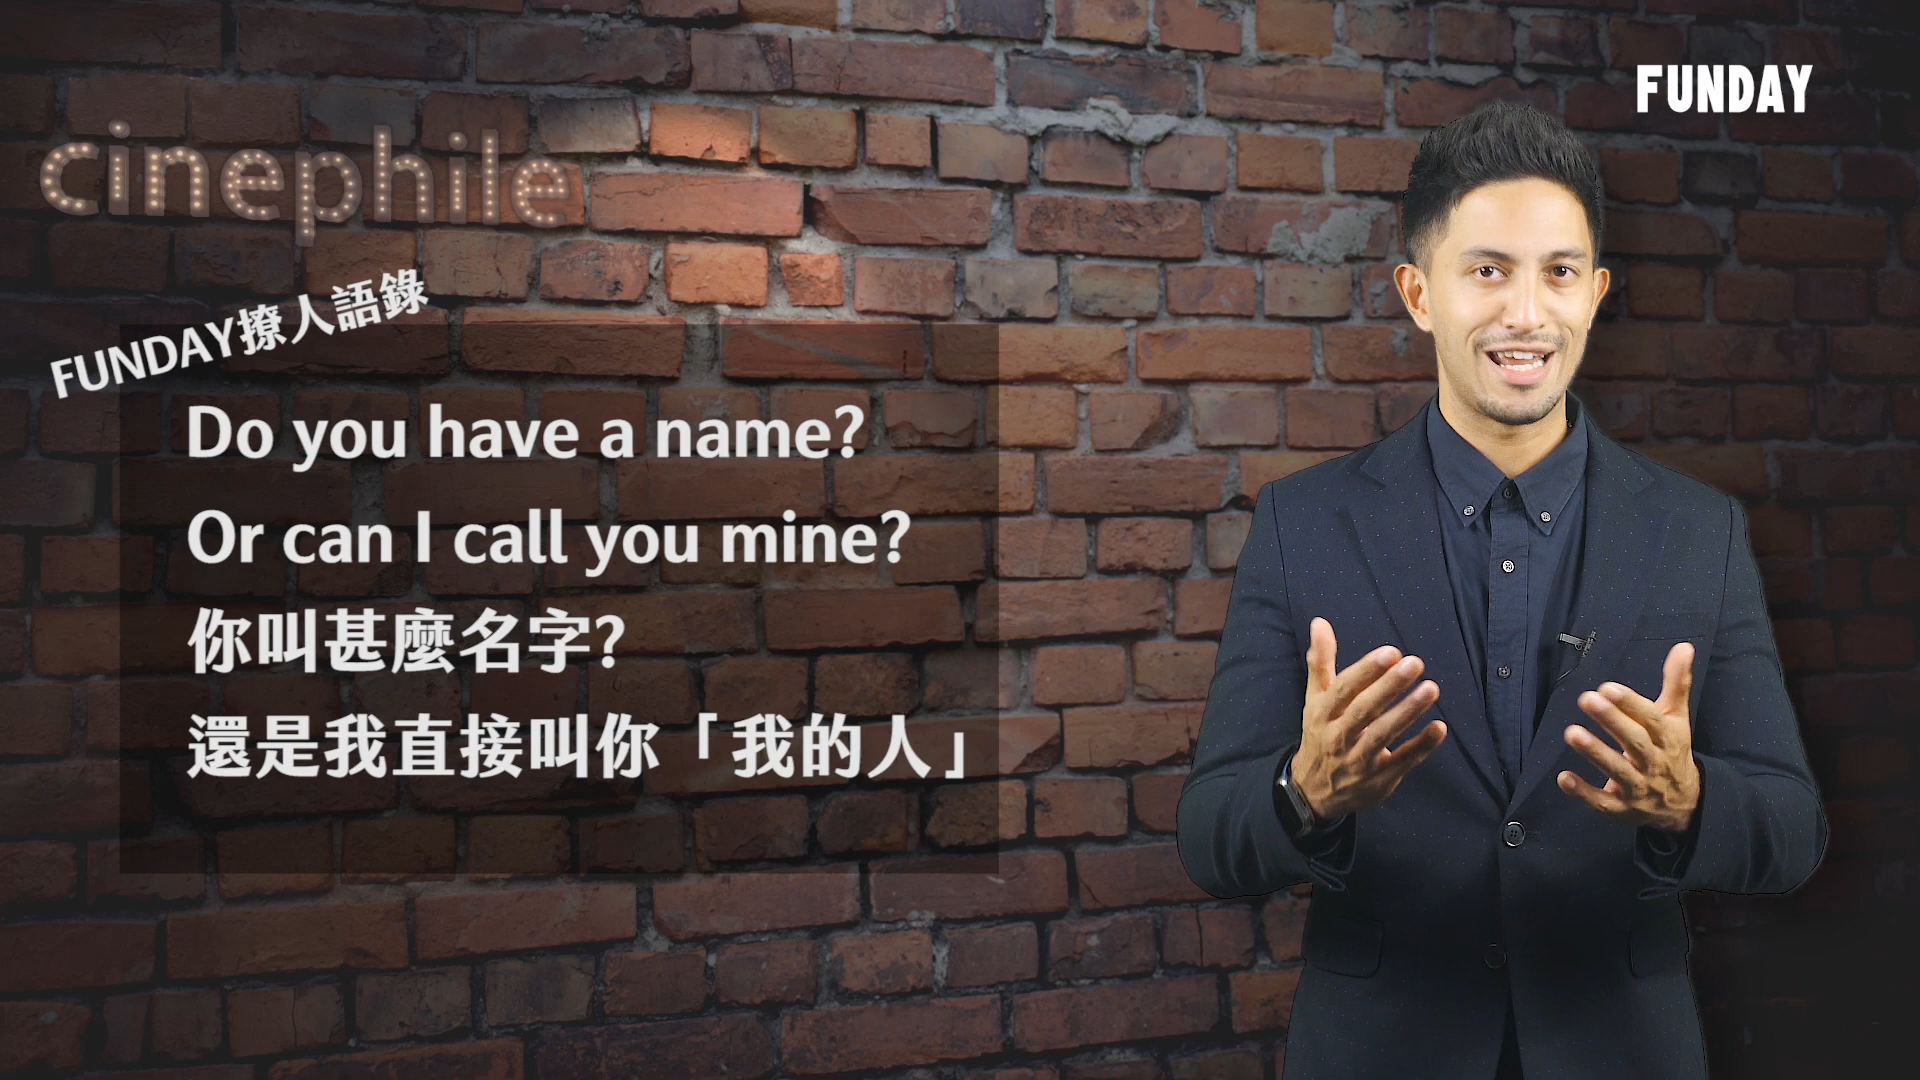 FUNDAY
cinephile
FUNDAY撩人語錄
Do you have a name?
Or can I call you mine?
你叫甚麼名字?
還是我直接叫你「我的人」